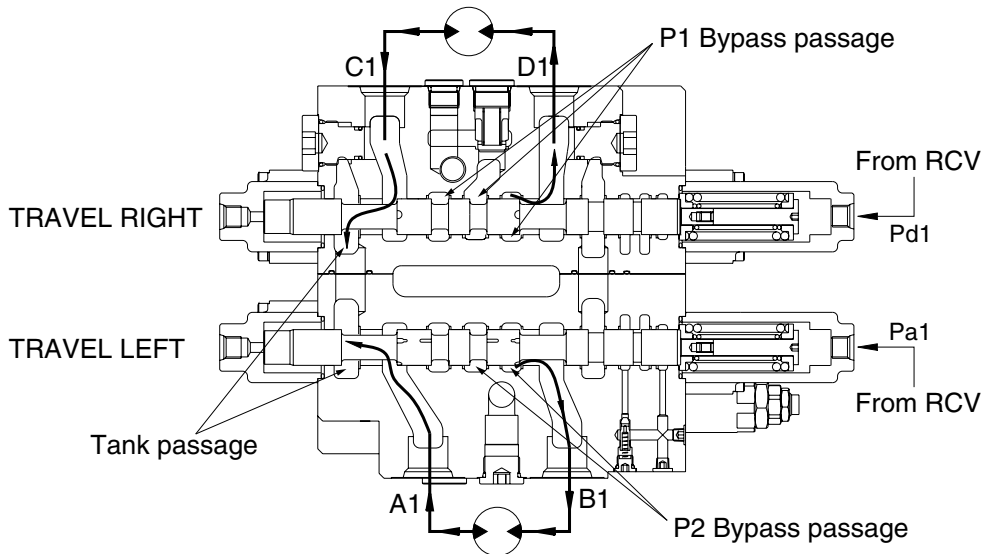 P1 Bypass passage
C1
D1
From RCV
TRAVEL RIGHT
Pd1
Pa1
TRAVEL LEFT
From RCV
Tank passage
A1
B1
P2 Bypass passage